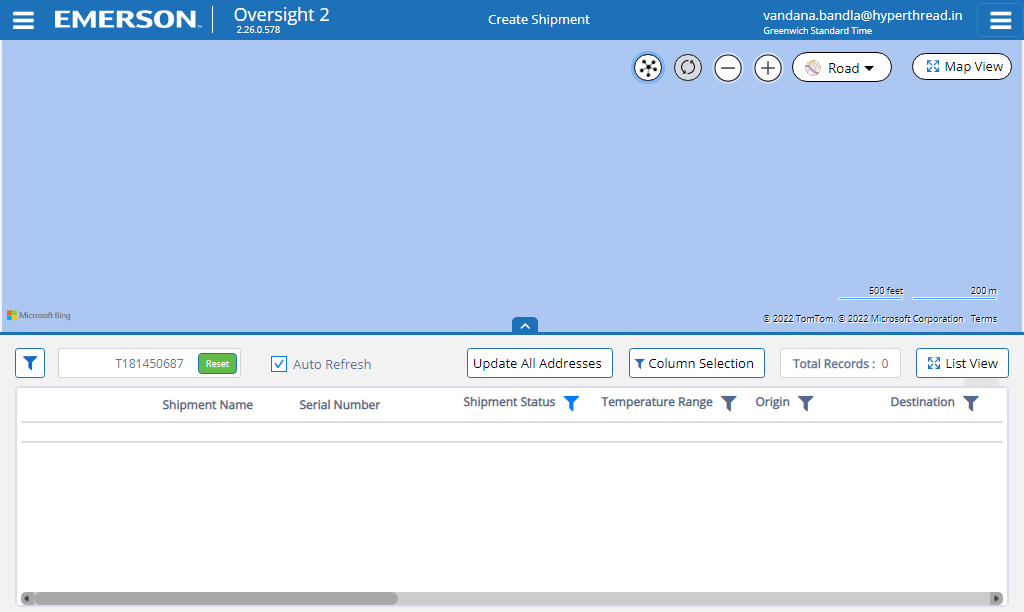 EMERSON™ Oversight 2 Create Shipment vandana.bandla@hyperthread.in
2.26.0.578 Greenwich Standard Time
Road Map View
500 feet 200 m
Microsoft Bing © 2022 TomTom, © 2022 Microsoft Corporation Terms
T181450687 Reset Auto Refresh Update All Addresses Column Selection Total Records : 0 List View
Shipment Name Serial Number Shipment Status Temperature Range Origin Destination